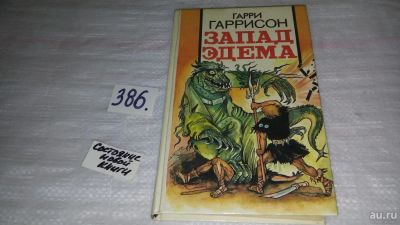 ГАРРИ
ГАРРИСОН
ЗАПАД
ЭДЕМА
386.
Состояние
новой
книги
au.ru